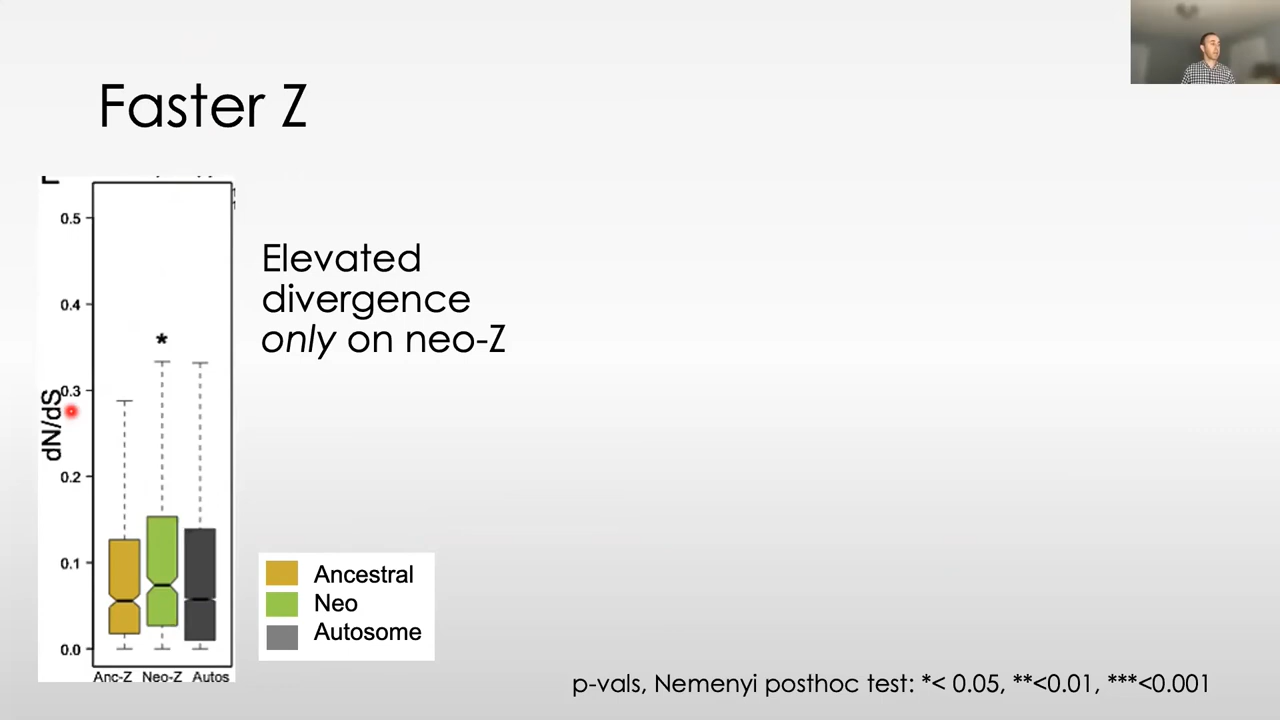 Faster Z
0.5
0.4
*
0.3
0.2
0.1
0.0
dN/dS
Anc-Z Neo-Z Autos
Elevated
divergence
only on neo-Z
Ancestral
Neo
Autosome
p-vals, Nemenyi posthoc test: *< 0.05, **<0.01, ***<0.001